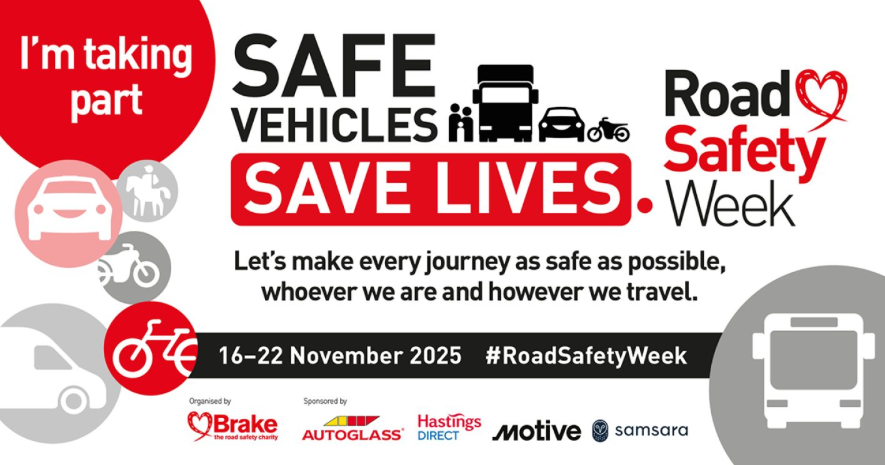 I'm taking
part
SAFE
VEHICLES
SAVE LIVES.
Road
Safety
Week
Let's make every journey as safe as possible,
whoever we are and however we travel.
16–22 November 2025 #RoadSafetyWeek
Organised by
Brake
the road safety charity
Sponsored by
AUTOGLASS®
Hastings
DIRECT
motive
samsara